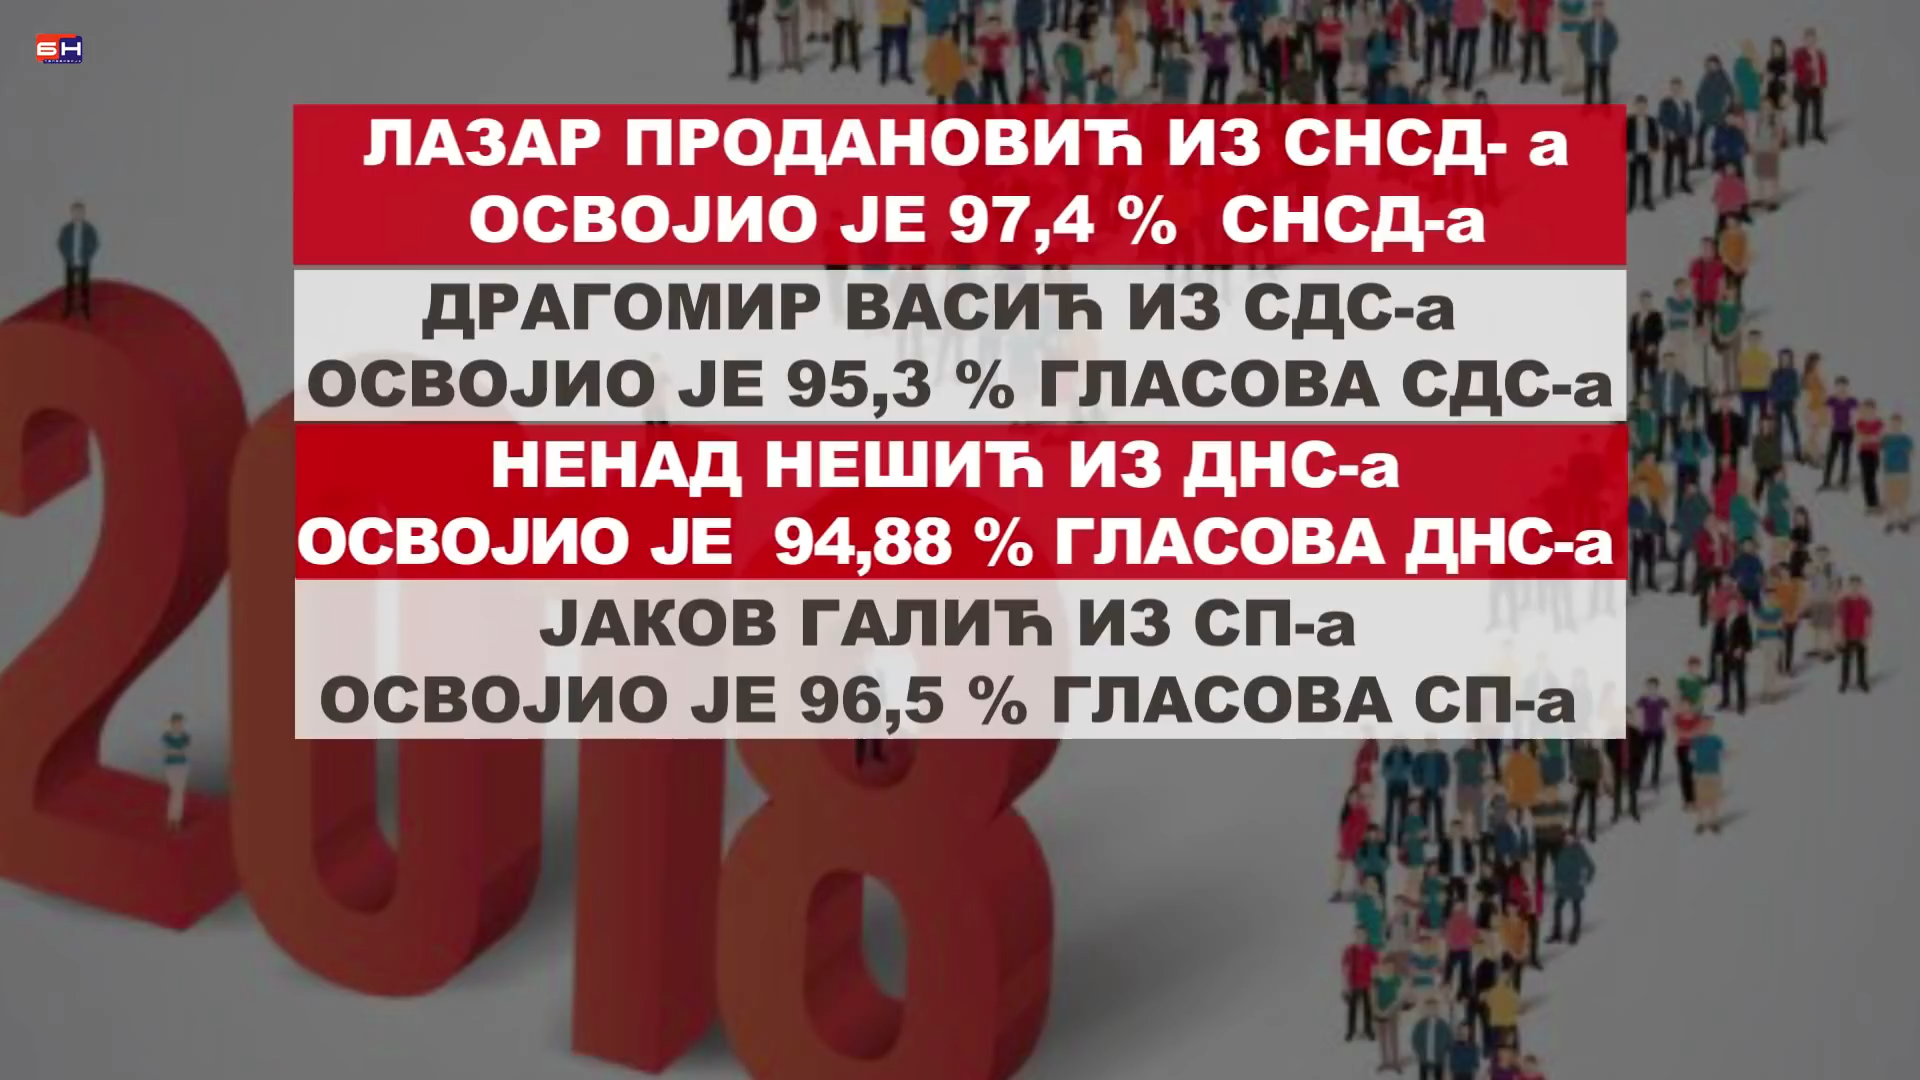 БН
ЛАЗАР ПРОДАНОВИЋ ИЗ СНСД- а
ОСВОЈИО ЈЕ 97,4 % СНСД-а
ДРАГОМИР ВАСИЋ ИЗ СДС-а
ОСВОЈИО ЈЕ 95,3 % ГЛАСОВА СДС-а
НЕНАД НЕШИЋ ИЗ ДНС-а
ОСВОЈИО ЈЕ 94,88 % ГЛАСОВА ДНС-а
ЈАКОВ ГАЛИЋ ИЗ СП-а
ОСВОЈИО ЈЕ 96,5 % ГЛАСОВА СП-а
2018